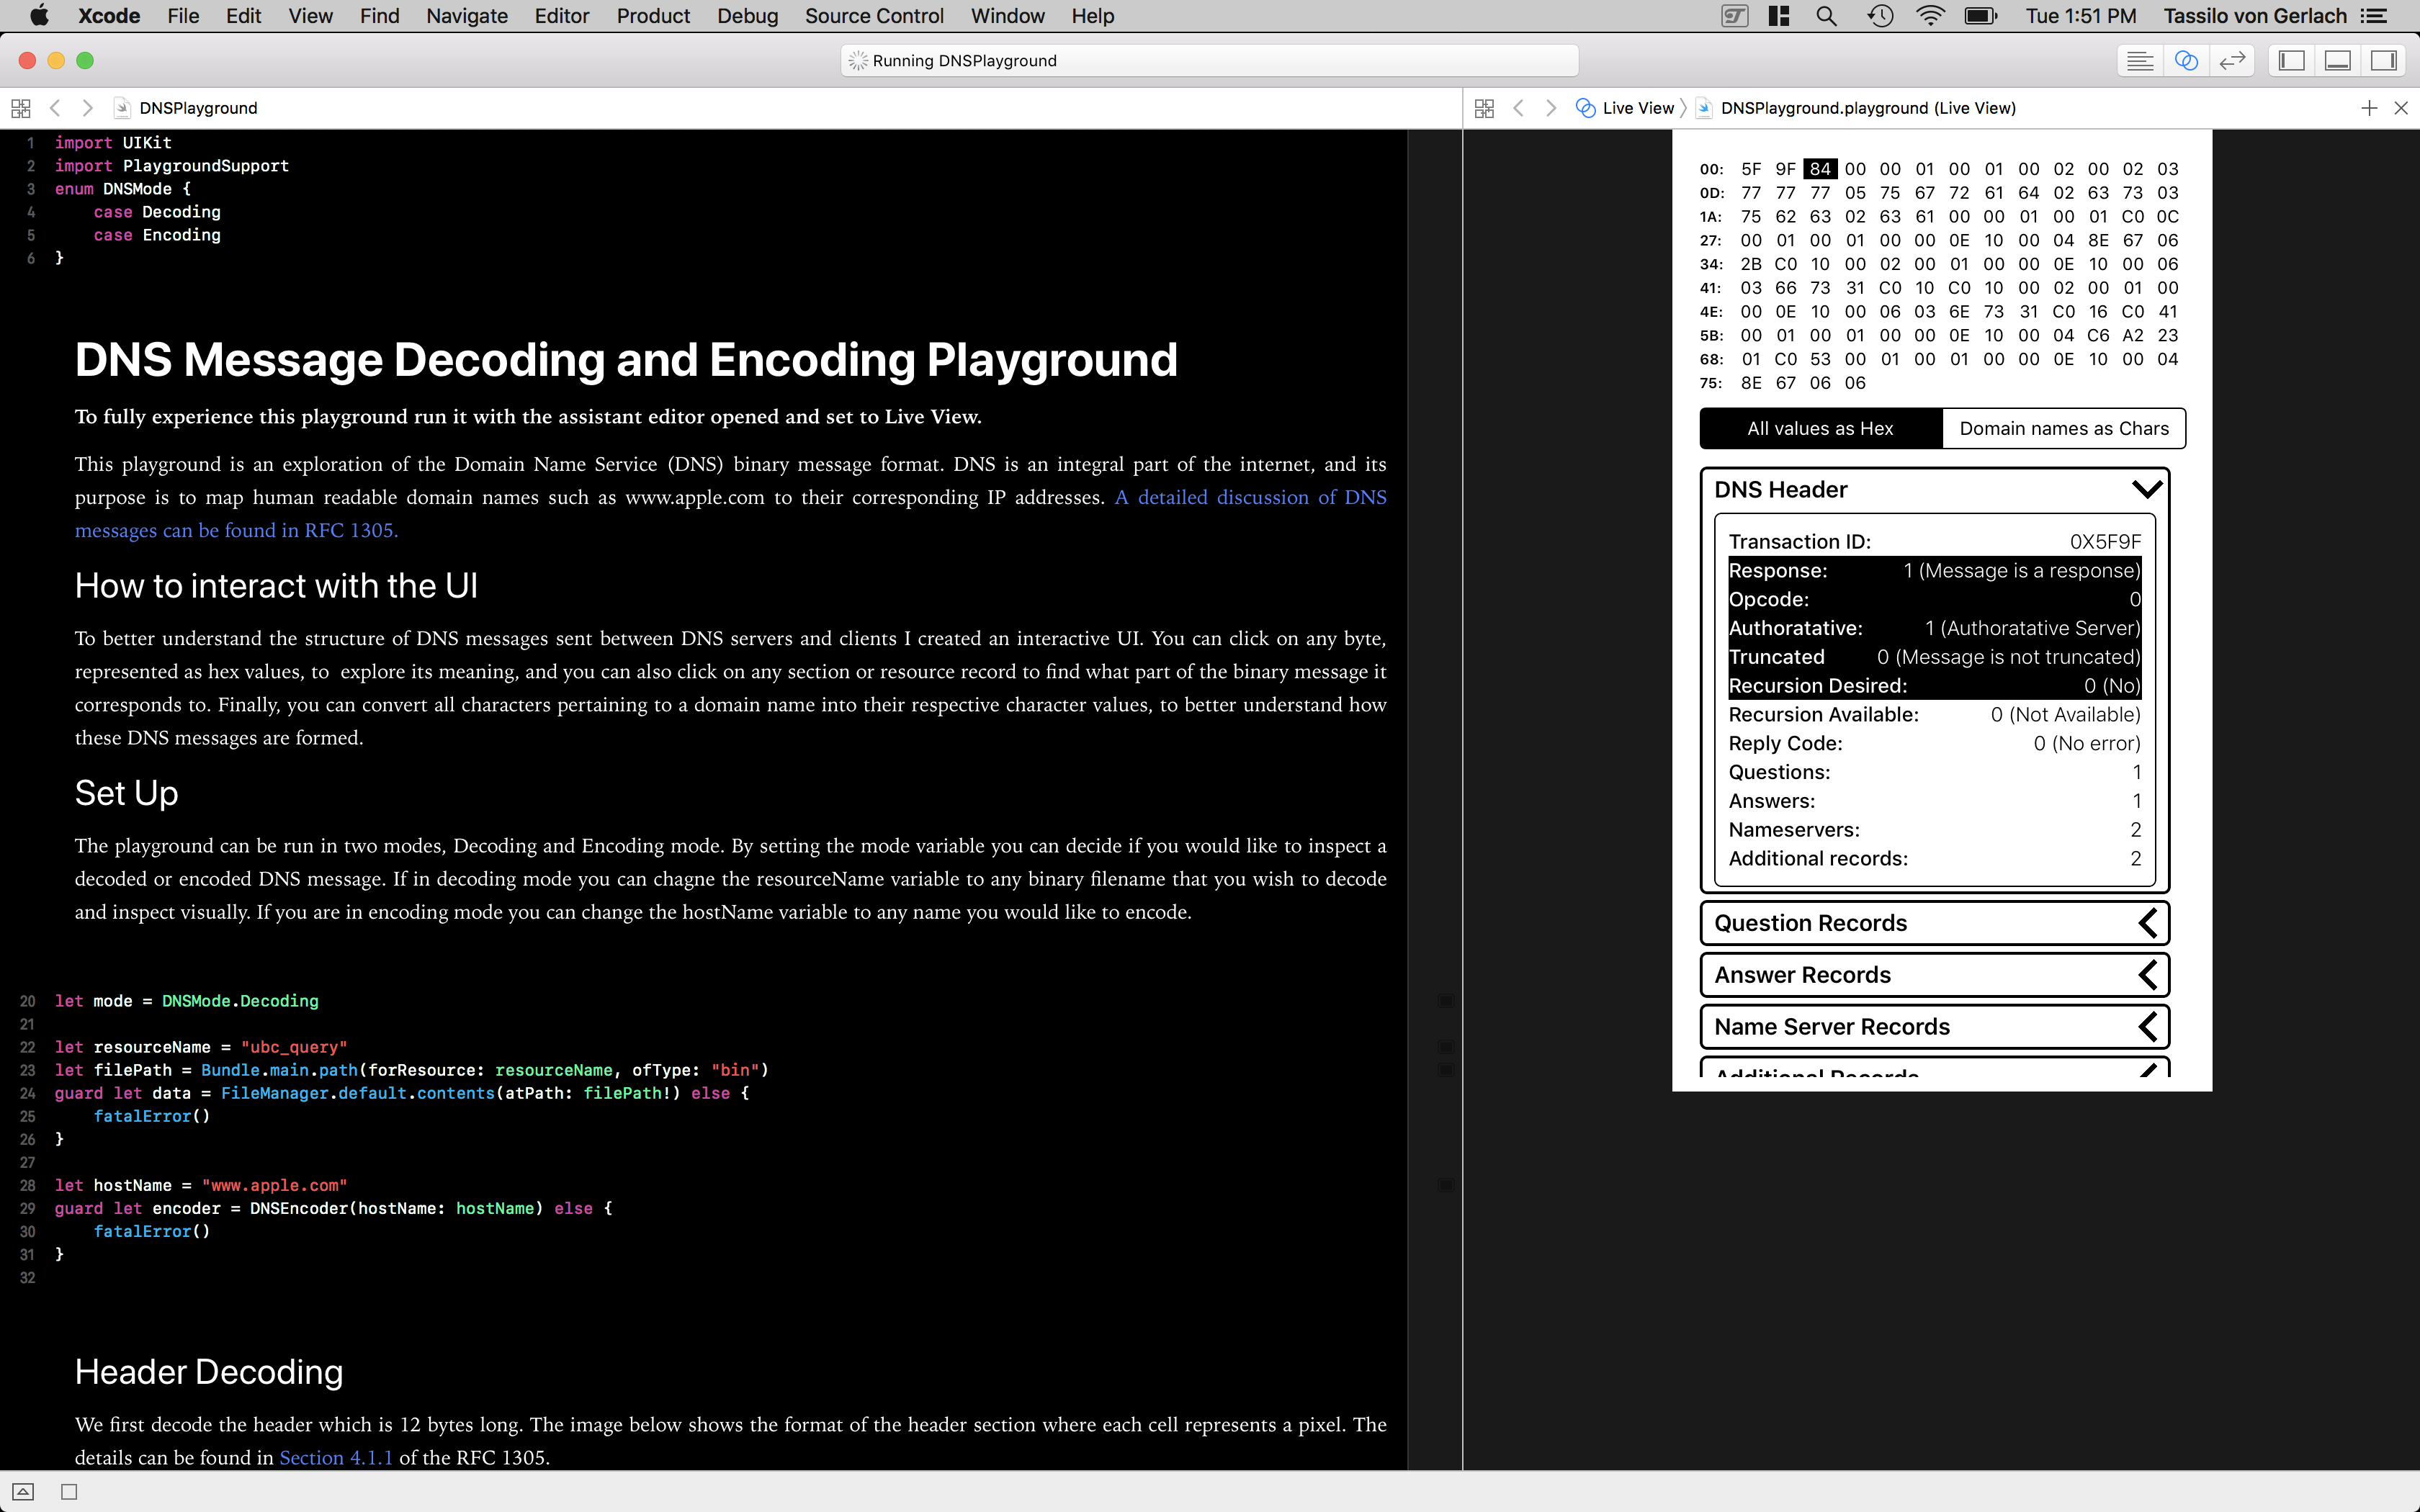 Xcode File Edit View Find Navigate Editor Product Debug Source Control Window Help Tue 1:51 PM Tassilo von Gerlach
Running DNSPlayground
DNSPlayground
1 import UIKit
2 import PlaygroundSupport
3 enum DNSMode {
4 case Decoding
5 case Encoding
6 }
DNS Message Decoding and Encoding Playground
To fully experience this playground run it with the assistant editor opened and set to Live View.
This playground is an exploration of the Domain Name Service (DNS) binary message format. DNS is an integral part of the internet, and its
purpose is to map human readable domain names such as www.apple.com to their corresponding IP addresses. A detailed discussion of DNS
messages can be found in RFC 1305.
How to interact with the UI
To better understand the structure of DNS messages sent between DNS servers and clients I created an interactive UI. You can click on any byte,
represented as hex values, to explore its meaning, and you can also click on any section or resource record to find what part of the binary message it
corresponds to. Finally, you can convert all characters pertaining to a domain name into their respective character values, to better understand how
these DNS messages are formed.
Set Up
The playground can be run in two modes, Decoding and Encoding mode. By setting the mode variable you can decide if you would like to inspect a
decoded or encoded DNS message. If in decoding mode you can chagne the resourceName variable to any binary filename that you wish to decode
and inspect visually. If you are in encoding mode you can change the hostName variable to any name you would like to encode.
20 let mode = DNSMode.Decoding
21
22 let resourceName = "ubc_query"
23 let filePath = Bundle.main.path(forResource: resourceName, ofType: "bin")
24 guard let data = FileManager.default.contents(atPath: filePath!) else {
25 fatalError()
26 }
27
28 let hostName = "www.apple.com"
29 guard let encoder = DNSEncoder(hostName: hostName) else {
30 fatalError()
31 }
32
Header Decoding
We first decode the header which is 12 bytes long. The image below shows the format of the header section where each cell represents a pixel. The
details can be found in Section 4.1.1 of the RFC 1305.
Live View DNSPlayground.playground (Live View)
00: 5F 9F 84 00 00 01 00 01 00 02 00 02 03
0D: 77 77 77 05 75 67 72 61 64 02 63 73 03
1A: 75 62 63 02 63 61 00 00 01 00 01 C0 0C
27: 00 01 00 01 00 00 0E 10 00 04 8E 67 06
34: 2B C0 10 00 02 00 01 00 00 0E 10 00 06
41: 03 66 73 31 C0 10 C0 10 00 02 00 01 00
4E: 00 0E 10 00 06 03 6E 73 31 C0 16 C0 41
5B: 00 01 00 01 00 00 0E 10 00 04 C6 A2 23
68: 01 C0 53 00 01 00 01 00 00 0E 10 00 04
75: 8E 67 06 06
All values as Hex Domain names as Chars
DNS Header
Transaction ID: 0X5F9F
Response: 1 (Message is a response)
Opcode: 0
Authoratative: 1 (Authoratative Server)
Truncated 0 (Message is not truncated)
Recursion Desired: 0 (No)
Recursion Available: 0 (Not Available)
Reply Code: 0 (No error)
Questions: 1
Answers: 1
Nameservers: 2
Additional records: 2
Question Records
Answer Records
Name Server Records
Additional Records